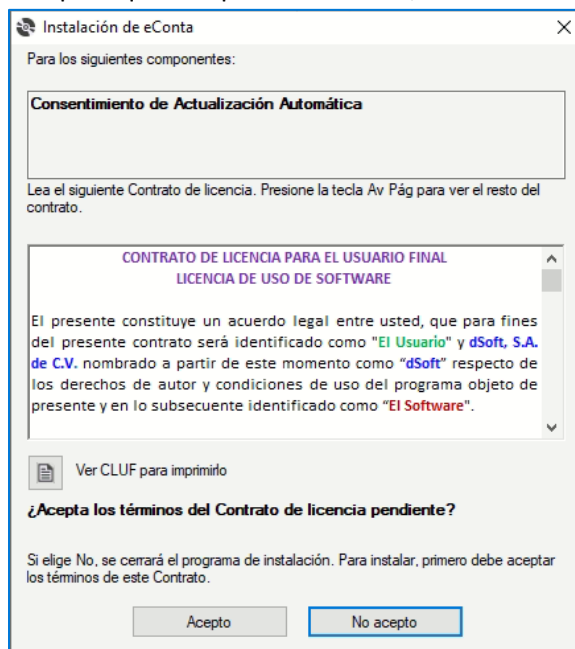 Instalación de eConta
Para los siguientes componentes:
Consentimiento de Actualización Automática
Lea el siguiente Contrato de licencia. Presione la tecla Av Pág para ver el resto del
contrato.
CONTRATO DE LICENCIA PARA EL USUARIO FINAL
LICENCIA DE USO DE SOFTWARE
El presente constituye un acuerdo legal entre usted, que para fines
del presente contrato será identificado como "El Usuario" y dSoft, S.A.
de C.V. nombrado a partir de este momento como “dSoft” respecto de
los derechos de autor y condiciones de uso del programa objeto de
presente y en lo subsecuente identificado como “El Software".
Ver CLUF para imprimirlo
¿Acepta los términos del Contrato de licencia pendiente?
Si elige No, se cerrará el programa de instalación. Para instalar, primero debe aceptar
los términos de este Contrato.
Acepto
No acepto